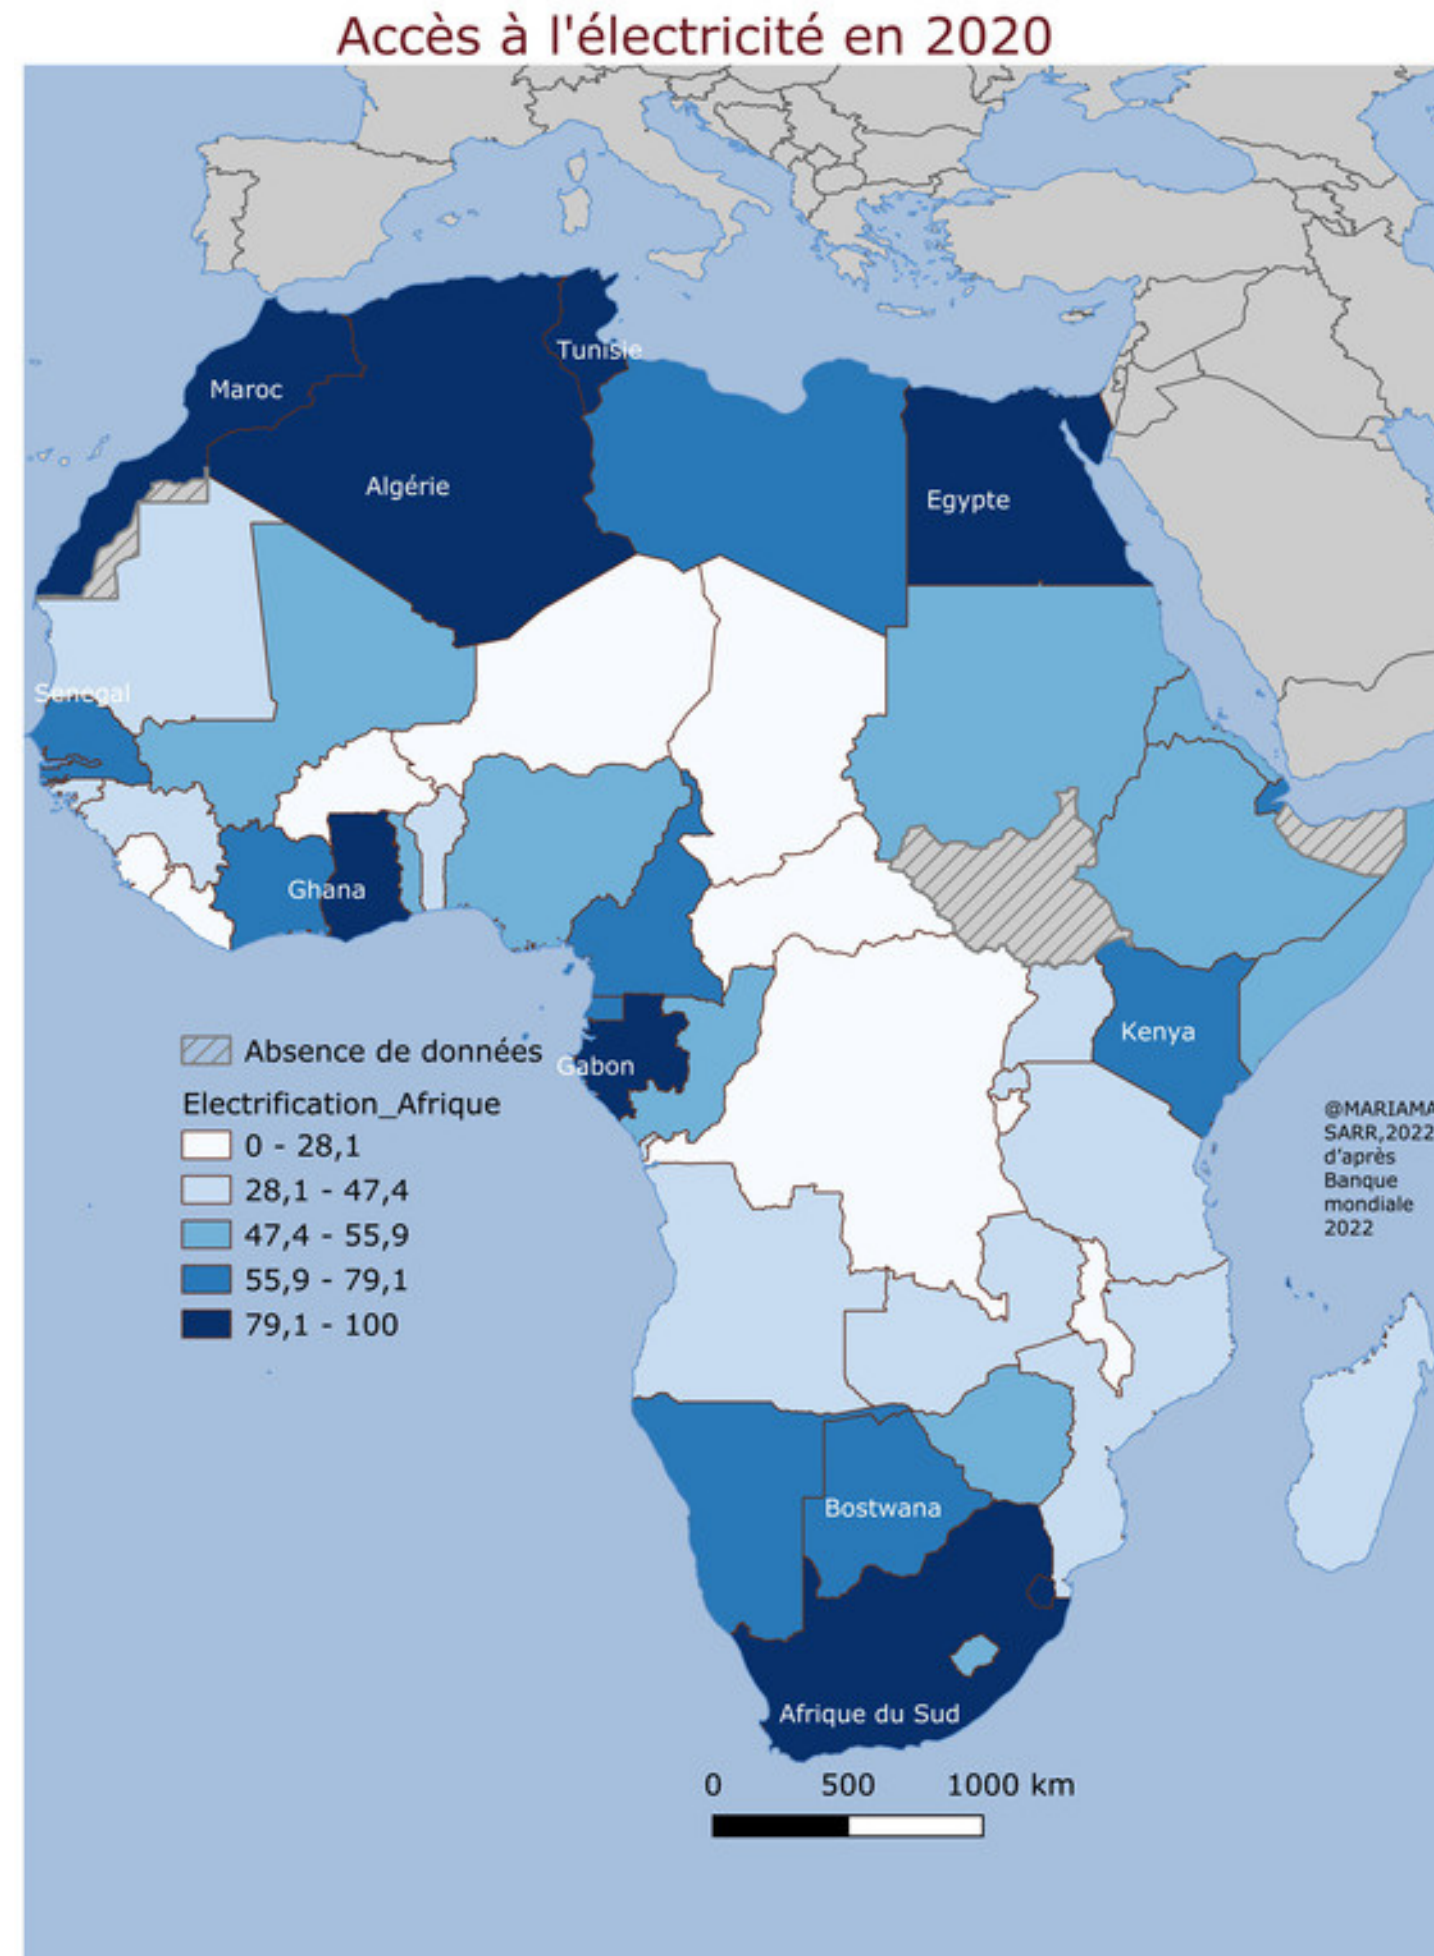 Accès à l'électricité en 2020
Tunisie
Maroc
Algérie
Egypte
Senegal
Ghana
Gabon
Kenya
Absence de données
Electrification_Afrique
0 - 28,1
28,1 - 47,4
47,4 - 55,9
55,9 - 79,1
79,1 - 100
@MARIAMA
SARR,2022
d'après
Banque
mondiale
2022
Bostwana
Afrique du Sud
0 500 1000 km